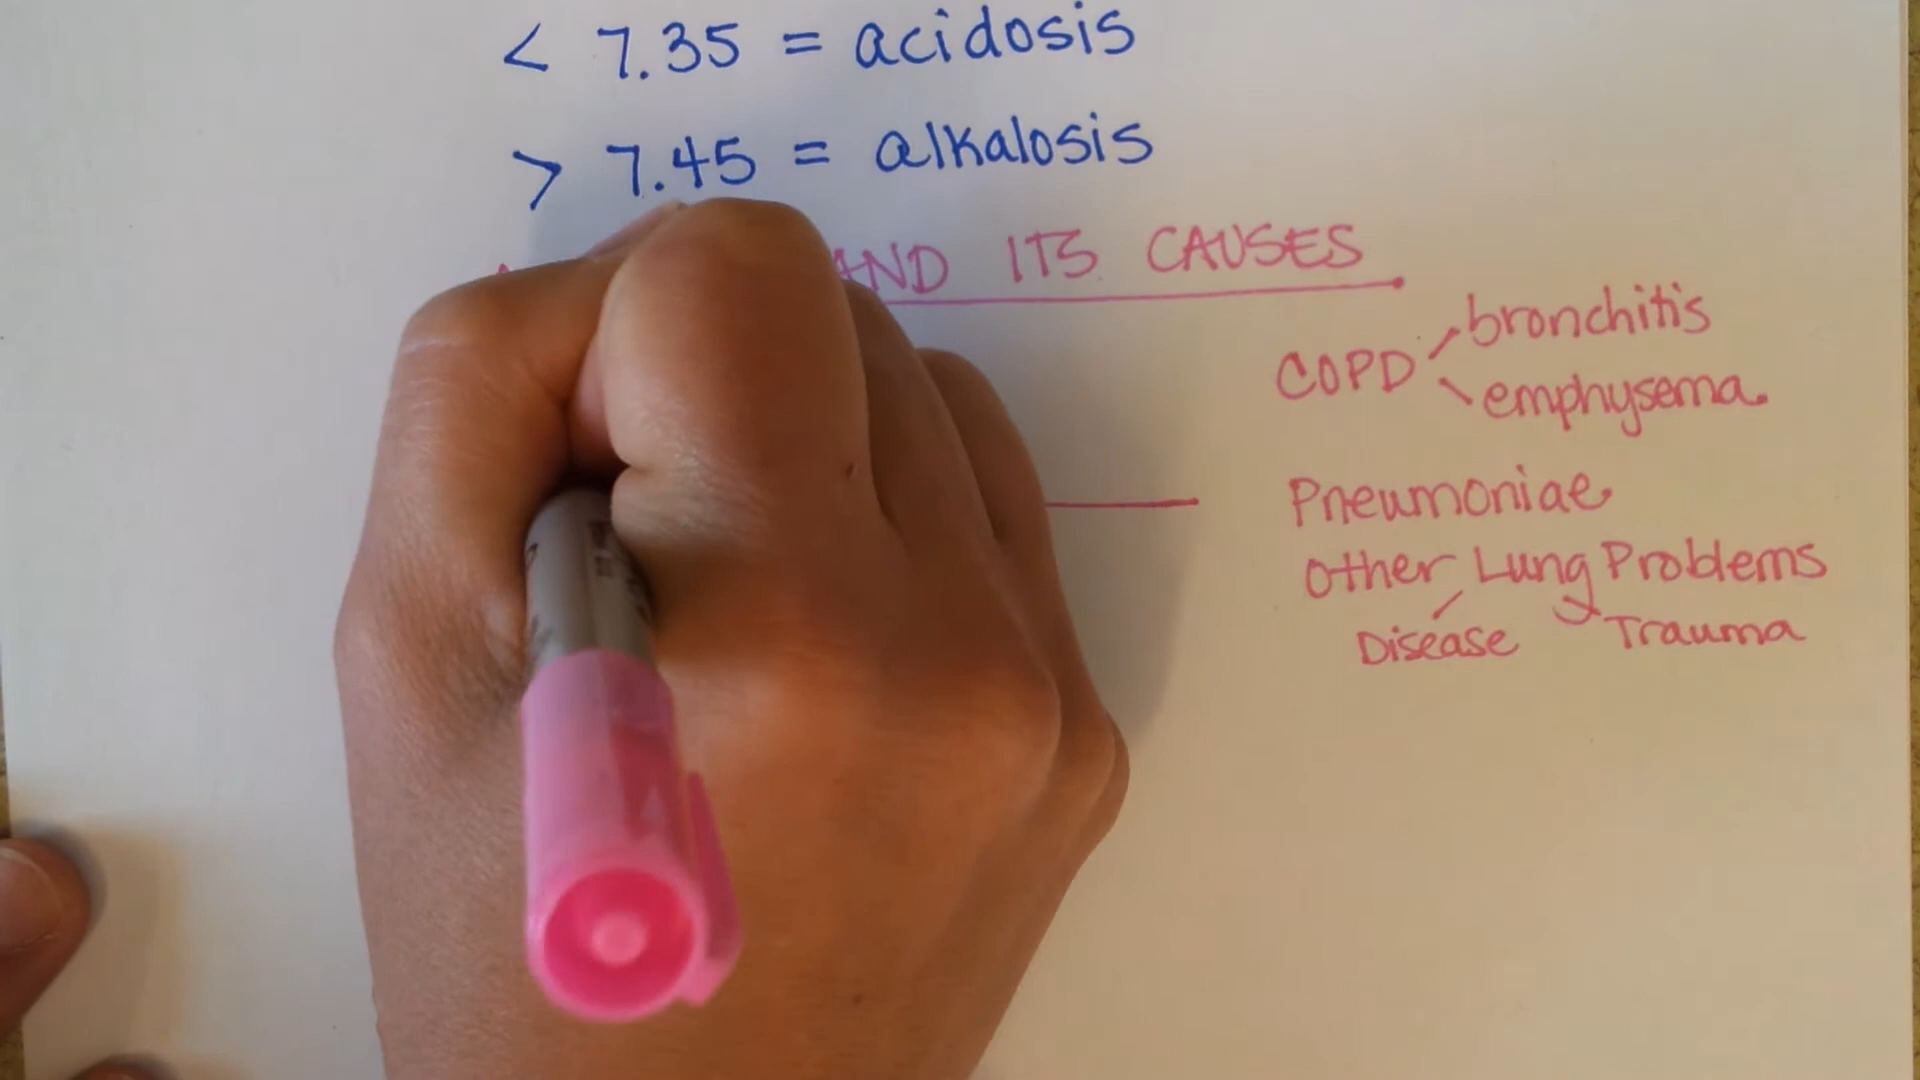 < 7.35 = acidosis
> 7.45 = alkalosis
AND ITS CAUSES
COPD
bronchitis
emphysema
Pneumoniae
Other Lung Problems
Disease
Trauma